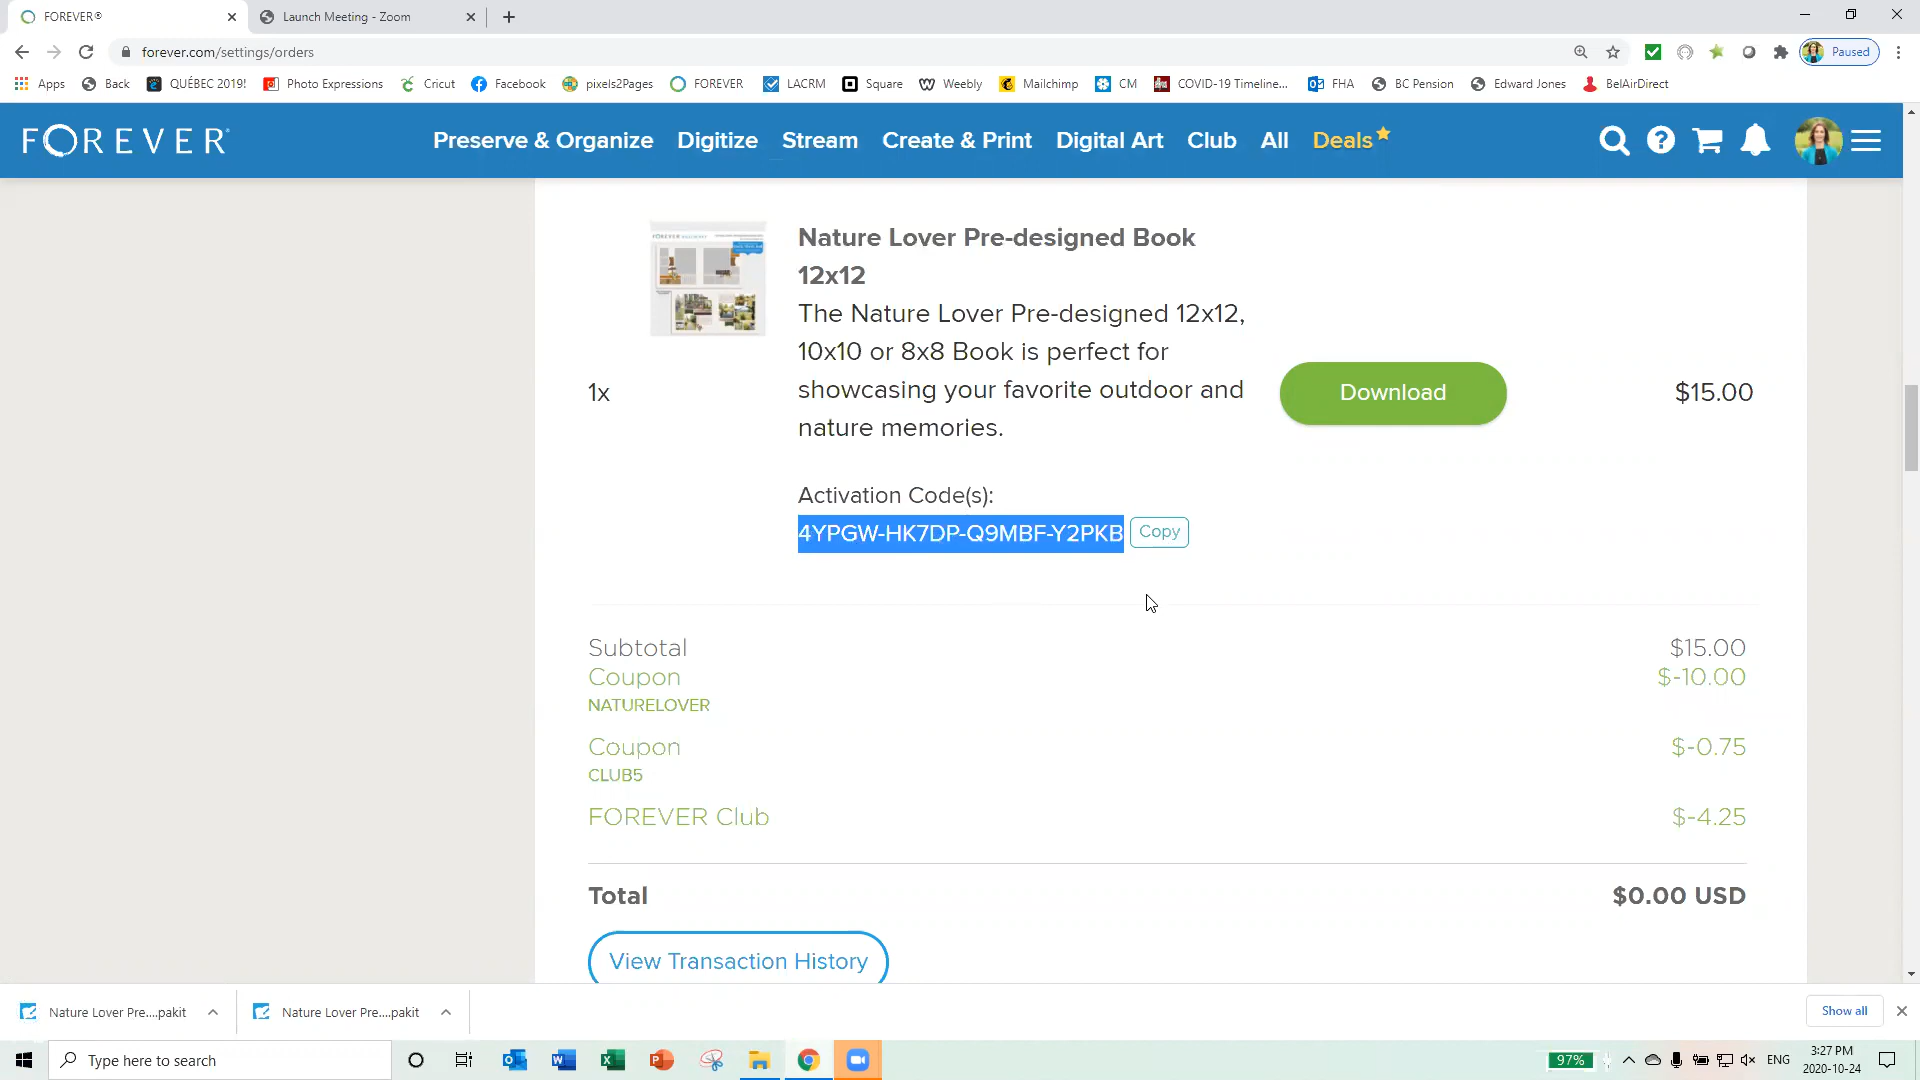 FOREVER®
Launch Meeting - Zoom
forever.com/settings/orders
Paused
Apps
Back
QUÉBEC 2019!
Photo Expressions
Cricut
Facebook
pixels2Pages
FOREVER
LACRM
Square
Weebly
Mailchimp
CM
COVID-19 Timeline...
FHA
BC Pension
Edward Jones
BelAirDirect
FOREVER
Preserve & Organize
Digitize
Stream
Create & Print
Digital Art
Club
All
Deals
Nature Lover Pre-designed Book
12x12
The Nature Lover Pre-designed 12x12,
10x10 or 8x8 Book is perfect for
showcasing your favorite outdoor and
nature memories.
1x
Download
$15.00
Activation Code(s):
4YPGW-HK7DP-Q9MBF-Y2PKB
Copy
Subtotal $15.00
Coupon $-10.00
NATURELOVER
Coupon $-0.75
CLUB5
FOREVER Club $-4.25
Total $0.00 USD
View Transaction History
Nature Lover Pre....pakit
Nature Lover Pre....pakit
Show all
Type here to search
97%
ENG
3:27 PM
2020-10-24